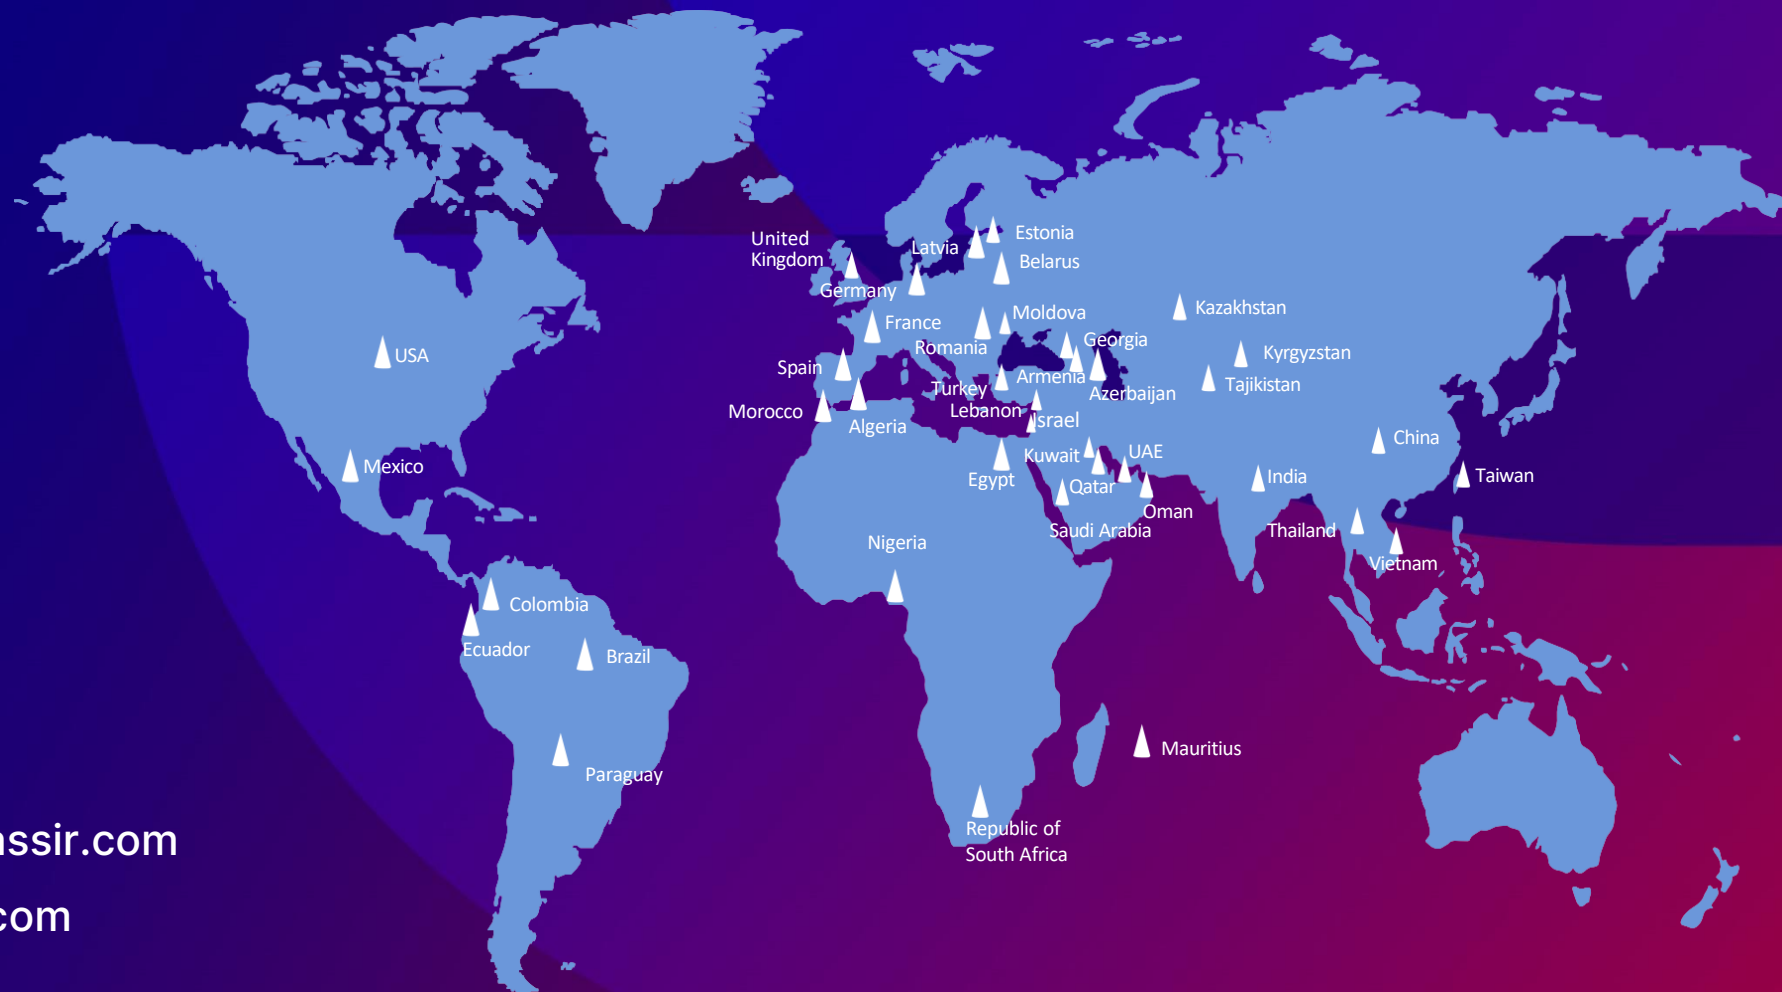 United
Kingdom
Latvia
Estonia
Belarus
Germany
France
Moldova
Romania
Georgia
Kazakhstan
Kyrgyzstan
USA
Spain
Armenia
Turkey
Azerbaijan
Tajikistan
Morocco
Lebanon
Israel
Algeria
China
Mexico
Kuwait
UAE
Egypt
Qatar
India
Taiwan
Oman
Saudi Arabia
Thailand
Nigeria
Vietnam
Colombia
Ecuador
Brazil
Mauritius
Paraguay
Republic of
South Africa
assir.com
com